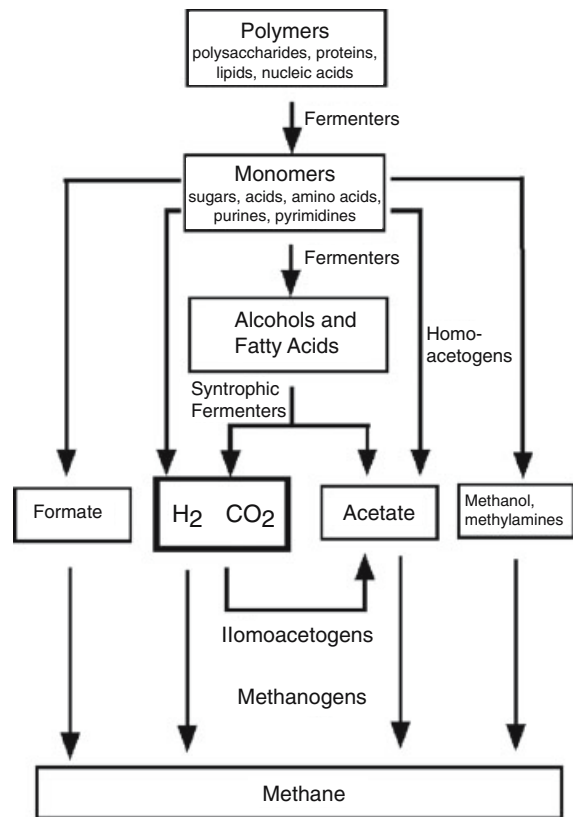 Polymers
polysaccharides, proteins,
lipids, nucleic acids
Fermenters
Monomers
sugars, acids, amino acids,
purines, pyrimidines
Fermenters
Alcohols and
Fatty Acids
Homo-
acetogens
Syntrophic
Fermenters
Formate
H2 CO2
Acetate
Methanol,
methylamines
IIomoacetogens
Methanogens
Methane